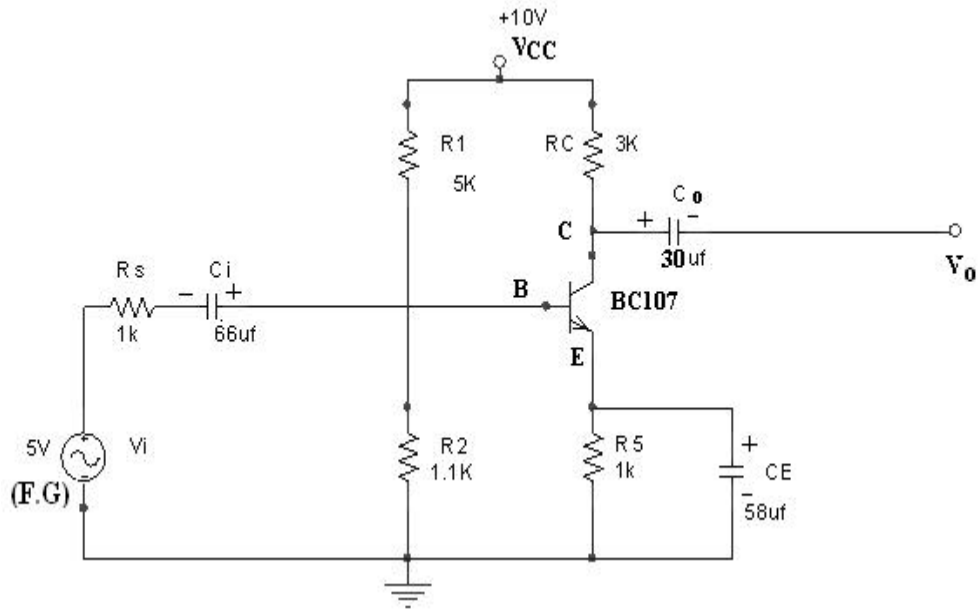 +10V
VCC
R1
5K
RC
3K
Co
+
-
30uf
C
Vo
Rs
1k
Ci
-
+
66uf
B
BC107
E
5V
Vi
(F.G)
R2
1.1K
R5
1k
+
CE
-
58uf